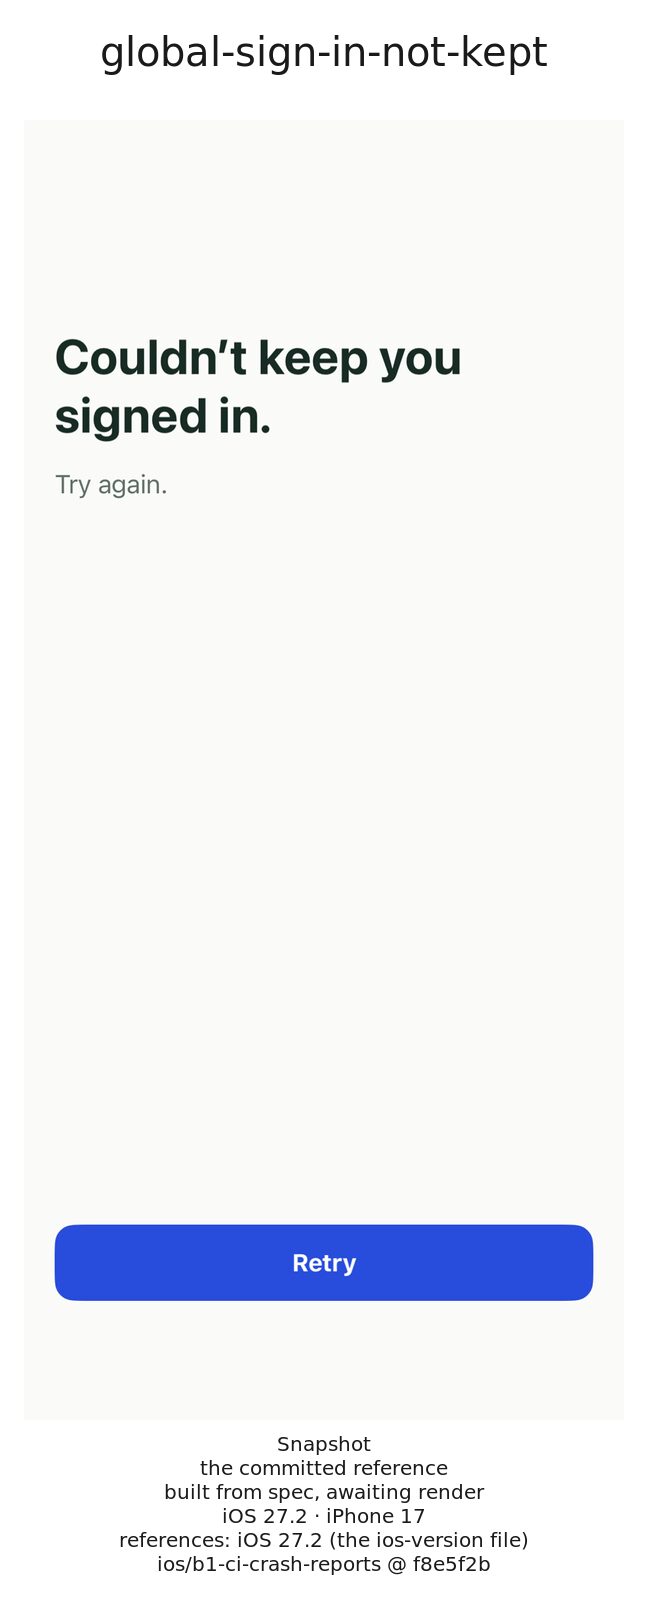 global-sign-in-not-kept
Couldn’t keep you
signed in.
Try again.
Retry
Snapshot
the committed reference
built from spec, awaiting render
iOS 27.2 · iPhone 17
references: iOS 27.2 (the ios-version file)
ios/b1-ci-crash-reports @ f8e5f2b